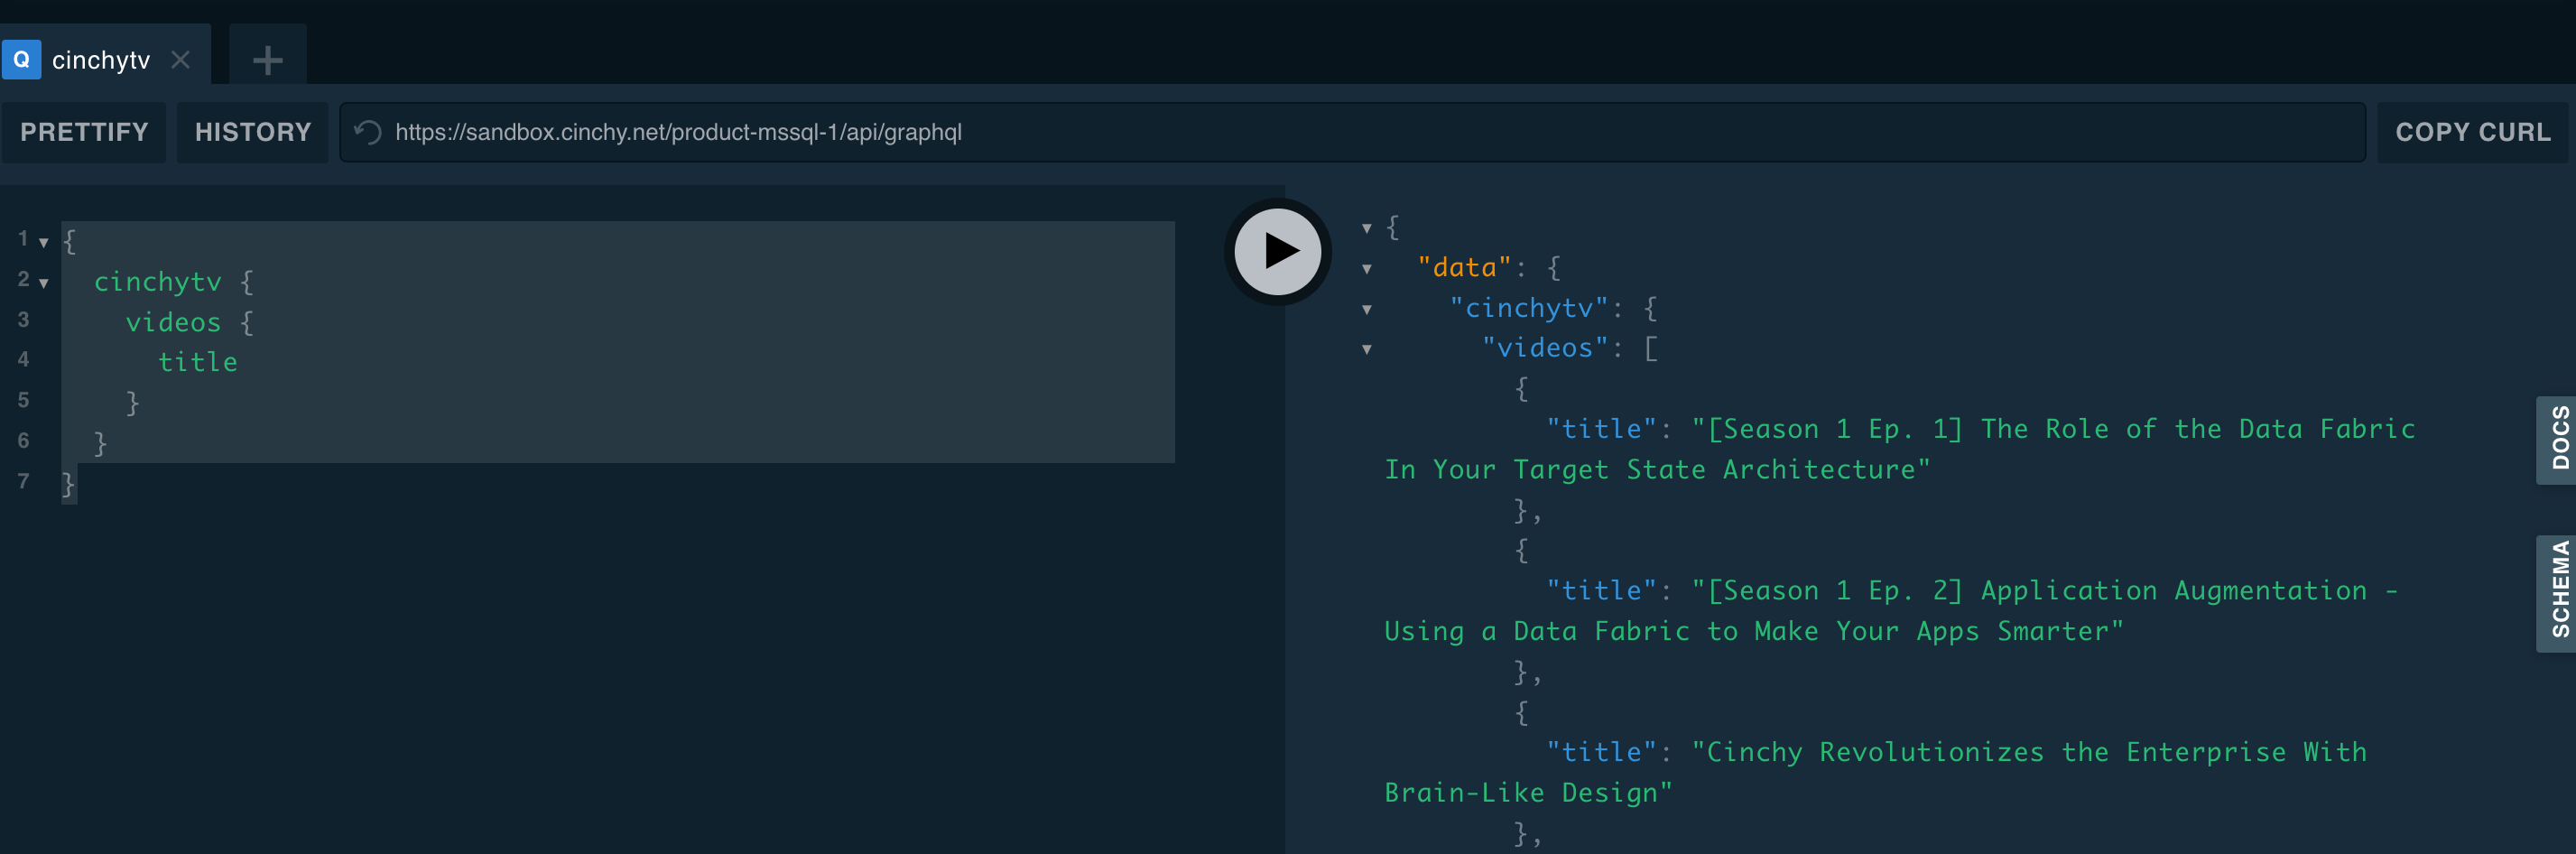 Q cinchytv
PRETTIFY HISTORY https://sandbox.cinchy.net/product-mssql-1/api/graphql COPY CURL
1 {
2 cinchytv {
3 videos {
4 title
5 }
6 }
7 }
{
"data": {
"cinchytv": {
"videos": [
{
"title": "[Season 1 Ep. 1] The Role of the Data Fabric
In Your Target State Architecture"
},
{
"title": "[Season 1 Ep. 2] Application Augmentation -
Using a Data Fabric to Make Your Apps Smarter"
},
{
"title": "Cinchy Revolutionizes the Enterprise With
Brain-Like Design"
},
DOCS
SCHEMA